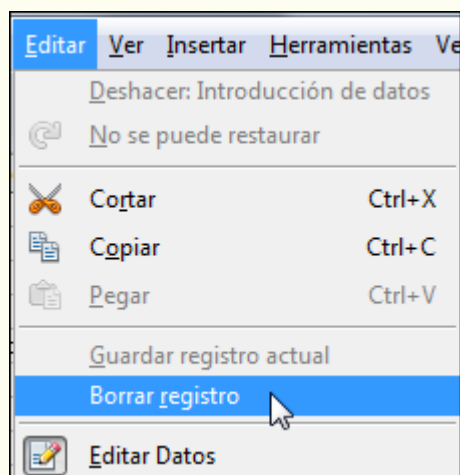 Editar Ver Insertar Herramientas Ve
Deshacer: Introducción de datos
No se puede restaurar
Cortar Ctrl+X
Copiar Ctrl+C
Pegar Ctrl+V
Guardar registro actual
Borrar registro
Editar Datos